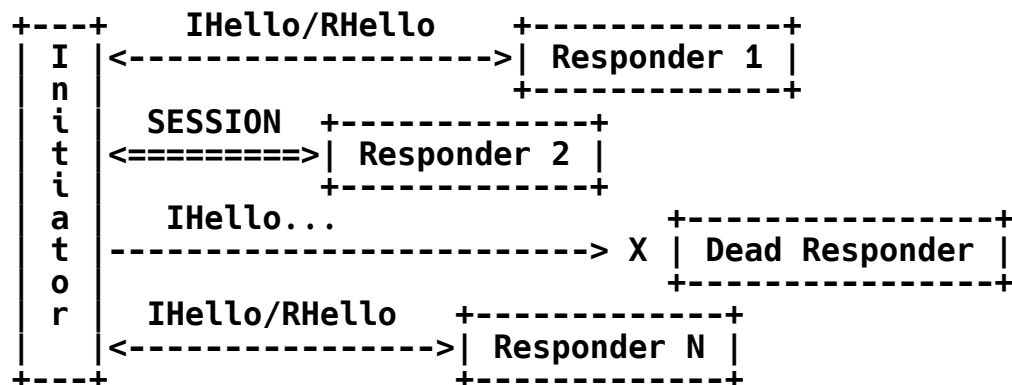 +---+     IHello/RHello     +-------------+
| I |<------------------->| Responder 1 |
| n |                     +-------------+
| i |  SESSION  +-------------+
| t |<=========>| Responder 2 |
| i |           +-------------+
| a |   IHello...                 +----------------+
| t |-------------------------> X | Dead Responder |
| o |                             +----------------+
| r |  IHello/RHello   +-------------+
|   |<---------------->| Responder N |
+---+                  +-------------+